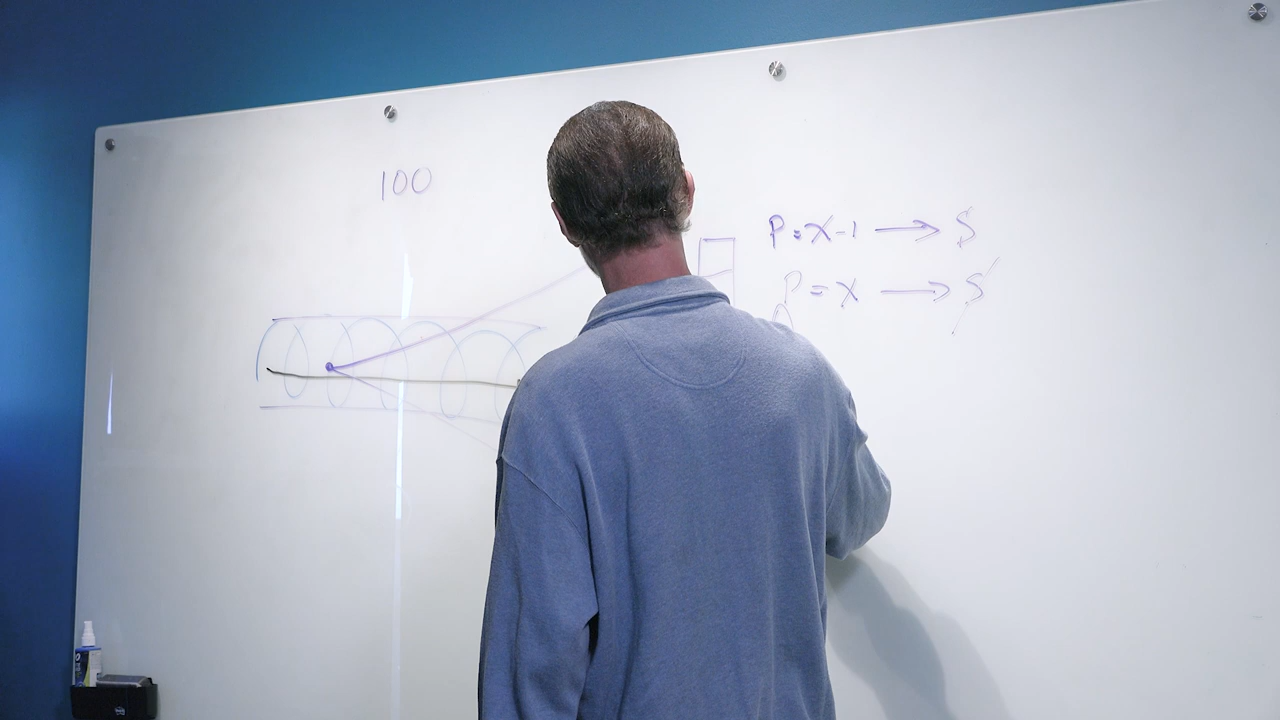 100
P = X-1 → S
P = X → S